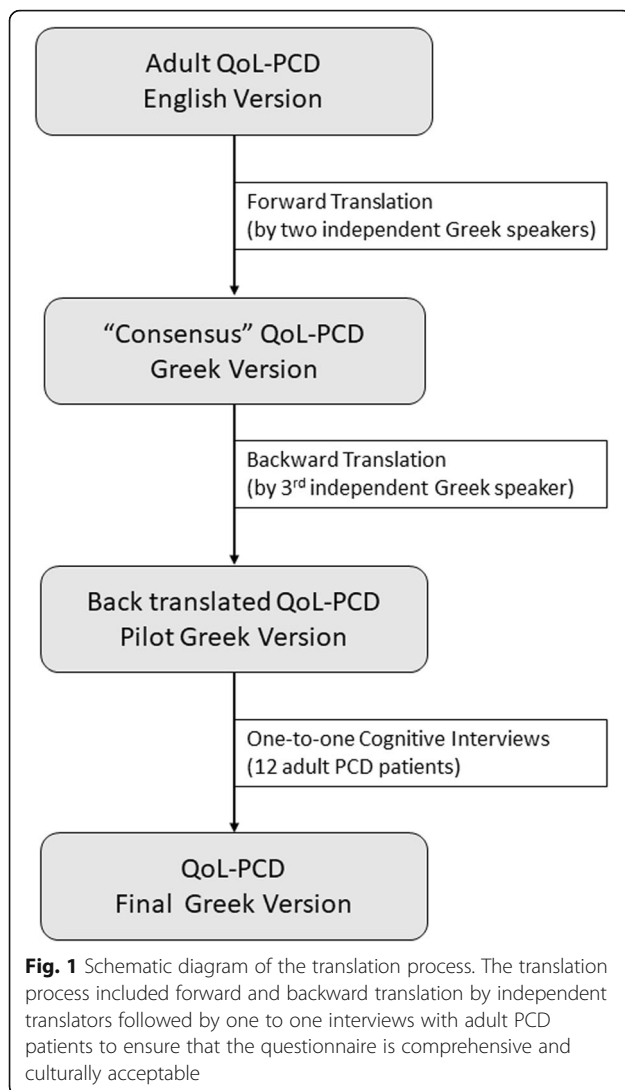 Adult QoL-PCD
English Version
Forward Translation
(by two independent Greek speakers)
“Consensus” QoL-PCD
Greek Version
Backward Translation
(by 3rd independent Greek speaker)
Back translated QoL-PCD
Pilot Greek Version
One-to-one Cognitive Interviews
(12 adult PCD patients)
QoL-PCD
Final Greek Version
Fig. 1 Schematic diagram of the translation process. The translation
process included forward and backward translation by independent
translators followed by one to one interviews with adult PCD
patients to ensure that the questionnaire is comprehensive and
culturally acceptable